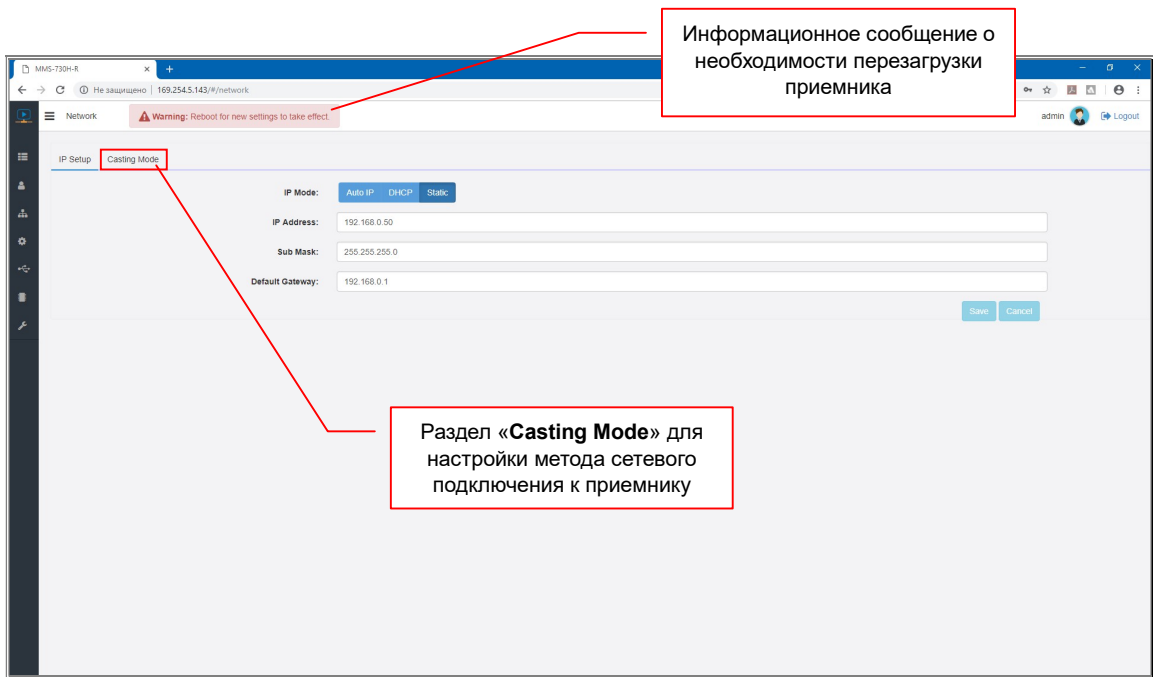 Информационное сообщение о
необходимости перезагрузки
приемника
MMS-730H-R
Не защищено | 169.254.5.143/#/network
Network
Warning: Reboot for new settings to take effect.
admin
Logout
IP Setup
Casting Mode
IP Mode:
Auto IP DHCP Static
IP Address:
192.168.0.50
Sub Mask:
255.255.255.0
Default Gateway:
192.168.0.1
Save Cancel
Раздел «Casting Mode» для
настройки метода сетевого
подключения к приемнику